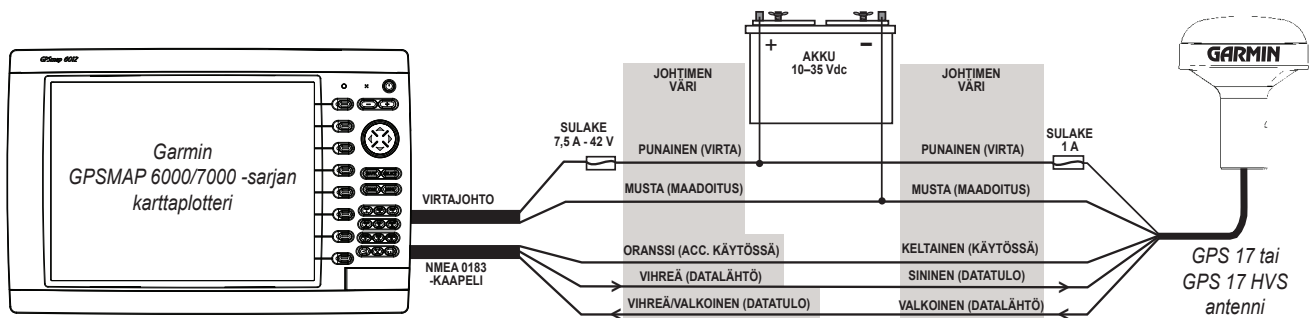 GPSmap 6012
Garmin
GPSMAP 6000/7000 -sarjan
karttaplotteri
VIRTAJOHTO
NMEA 0183
-KAAPELI
SULAKE
7,5 A - 42 V
JOHTIMEN
VÄRI
PUNAINEN (VIRTA)
MUSTA (MAADOITUS)
ORANSSI (ACC. KÄYTÖSSÄ)
VIHREÄ (DATALÄHTÖ)
VIHREÄ/VALKOINEN (DATATULO)
+ −
AKKU
10–35 Vdc
JOHTIMEN
VÄRI
PUNAINEN (VIRTA)
MUSTA (MAADOITUS)
KELTAINEN (KÄYTÖSSÄ)
SININEN (DATATULO)
VALKOINEN (DATALÄHTÖ)
SULAKE
1 A
GARMIN
GPS 17 tai
GPS 17 HVS
antenni